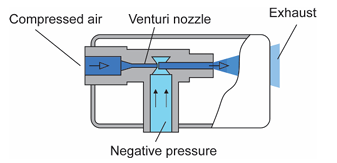 Exhaust
Compressed air
Venturi nozzle
Negative pressure